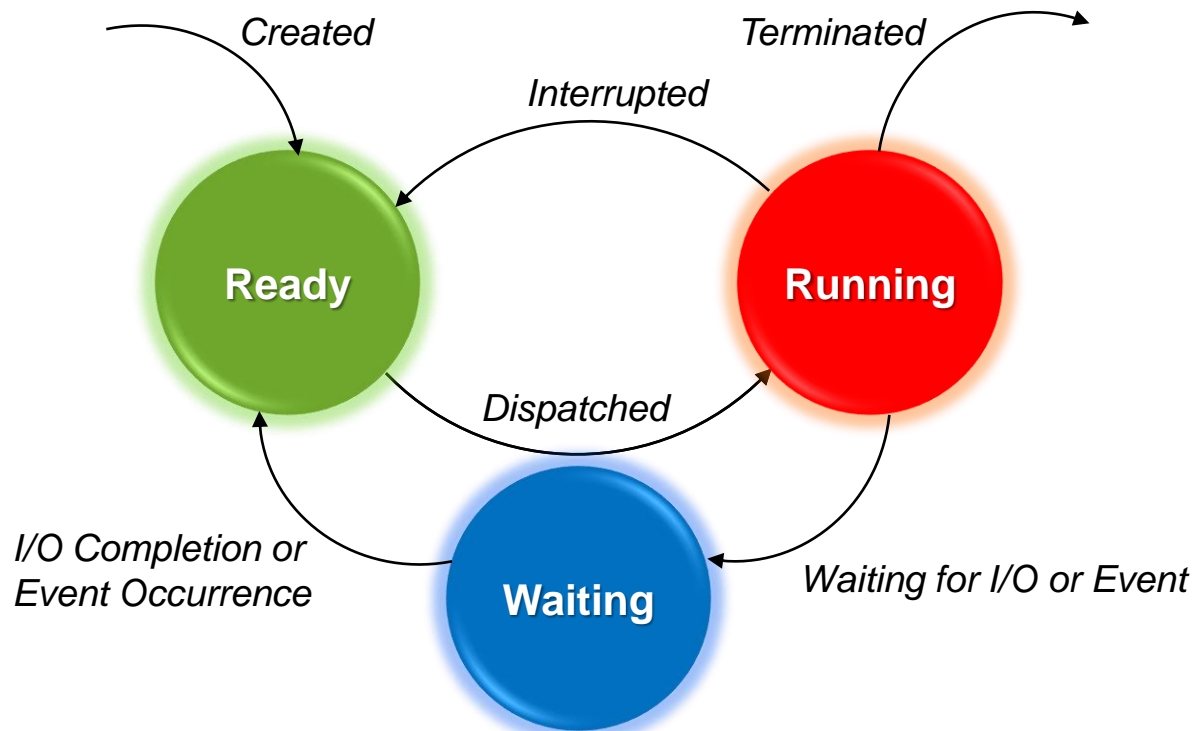 Created
Terminated
Interrupted
Ready
Running
Dispatched
I/O Completion or
Event Occurrence
Waiting
Waiting for I/O or Event